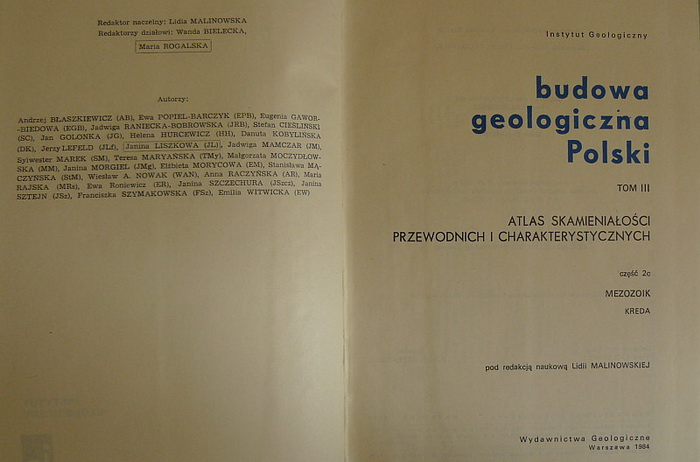 Redaktor naczelny: Lidia MALINOWSKA
Redaktorzy działowi: Wanda BIELECKA,
Maria ROGALSKA
Autorzy:
Andrzej BŁASZKIEWICZ (AB), Ewa POPIEL-BARCZYK (EPB), Eugenia GAWOR-
-BIEDOWA (EGB), Jadwiga RANIECKA-BOBROWSKA (JRB), Stefan CIEŚLIŃSKI
(SC), Jan GOLONKA (JG), Helena HURCEWICZ (HH), Danuta KOBYLIŃSKA
(DK), Jerzy LEFELD (JLf), Janina LISZKOWA (JL), Jadwiga MAMCZAR (JM),
Sylwester MAREK (SM), Teresa MARYAŃSKA (TMy), Małgorzata MOCZYDŁOW-
SKA (MM), Janina MORGIEL (JMg), Elżbieta MORYCOWA (EM), Stanisława MĄ-
CZYŃSKA (StM), Wiesław A. NOWAK (WAN), Anna RACZYŃSKA (AR), Maria
RAJSKA (MRs), Ewa Roniewicz (ER), Janina SZCZECHURA (JSzcz), Janina
SZTEJN (JSz), Franciszka SZYMAKOWSKA (FSz), Emilia WITWICKA (EW)
Instytut Geologiczny
budowa
geologiczna
Polski
TOM III
ATLAS SKAMIENIAŁOŚCI
PRZEWODNICH I CHARAKTERYSTYCZNYCH
część 2c
MEZOZOIK
KREDA
pod redakcją naukową Lidii MALINOWSKIEJ
Wydawnictwa Geologiczne
Warszawa 1984